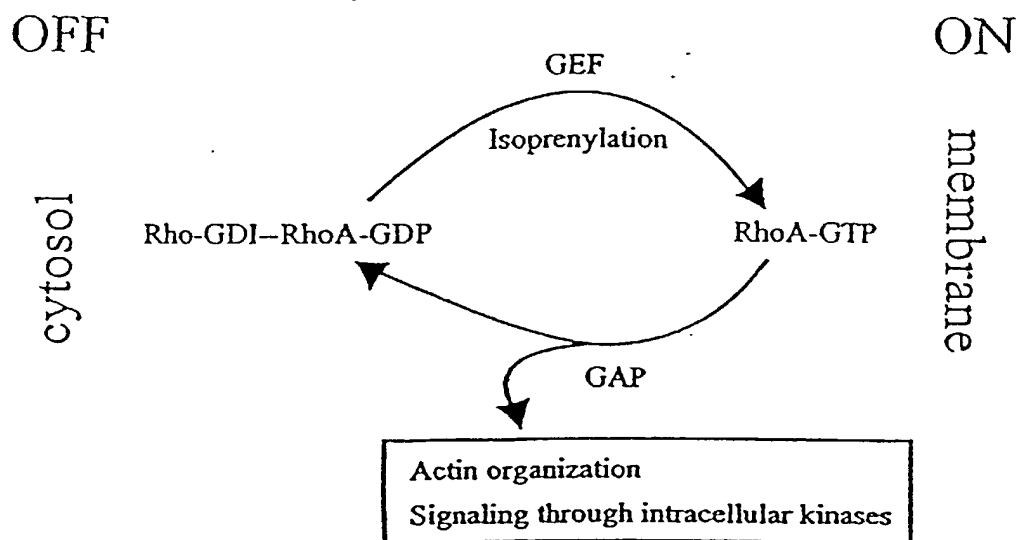 OFF
ON
GEF
Isoprenylation
cytosol
membrane
Rho-GDI–RhoA-GDP
RhoA-GTP
GAP
Actin organization
Signaling through intracellular kinases